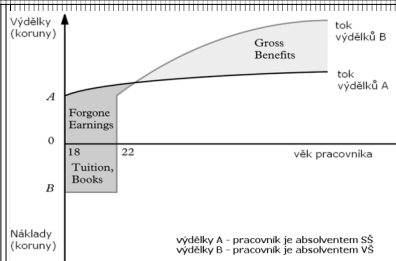 Výdělky
(koruny)
tok
výdělků B
Gross
Benefits
tok
výdělků A
A
Forgone
Earnings
0
18
22
věk pracovníka
Tuition,
Books
B
Náklady
(koruny)
výdělky A - pracovník je absolventem SŠ
výdělky B - pracovník je absolventem VŠ